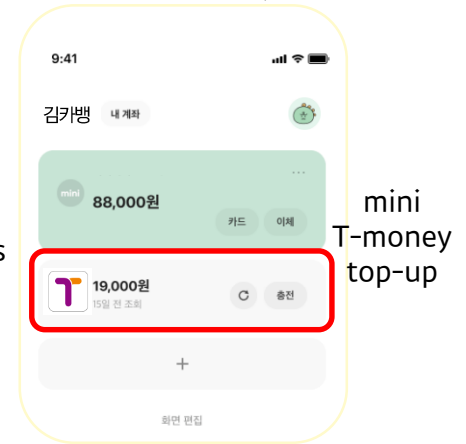 9:41
김카뱅 내 계좌
mini
88,000원
카드 이체
mini
T-money
top-up
s
19,000원
15일 전 조회
충전
+
화면 편집